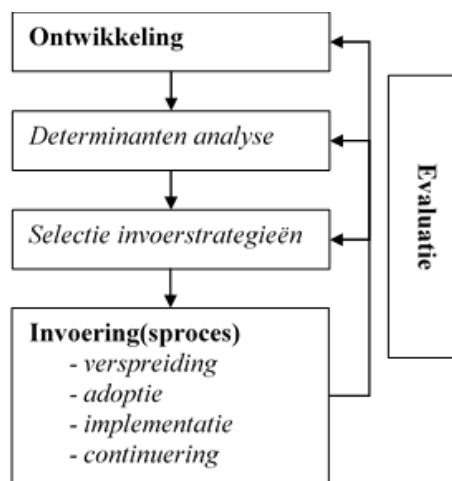 Ontwikkeling
Determinanten analyse
Selectie invoerstrategieën
Invoering(sproces)
- verspreiding
- adoptie
- implementatie
- continuering
Evaluatie